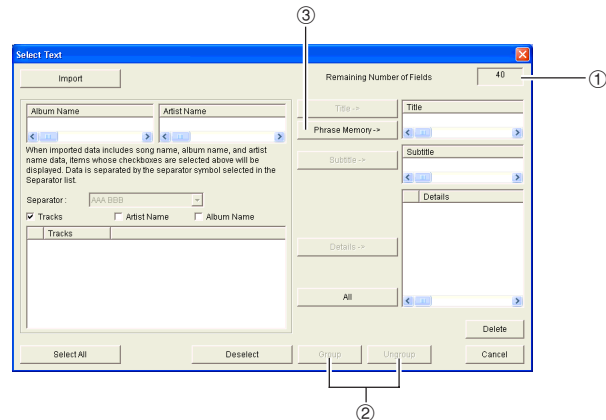 ③
Select Text
Import
Remaining Number of Fields
40
①
Album Name
Artist Name
Title ->
Title
Phrase Memory ->
When imported data includes song name, album name, and artist
name data, items whose checkboxes are selected above will be
displayed. Data is separated by the separator symbol selected in the
Separator list.
Subtitle ->
Subtitle
Separator :
AAA BBB
Tracks
Artist Name
Album Name
Details
Tracks
Details ->
All
Delete
Select All
Deselect
Group
Ungroup
Cancel
②